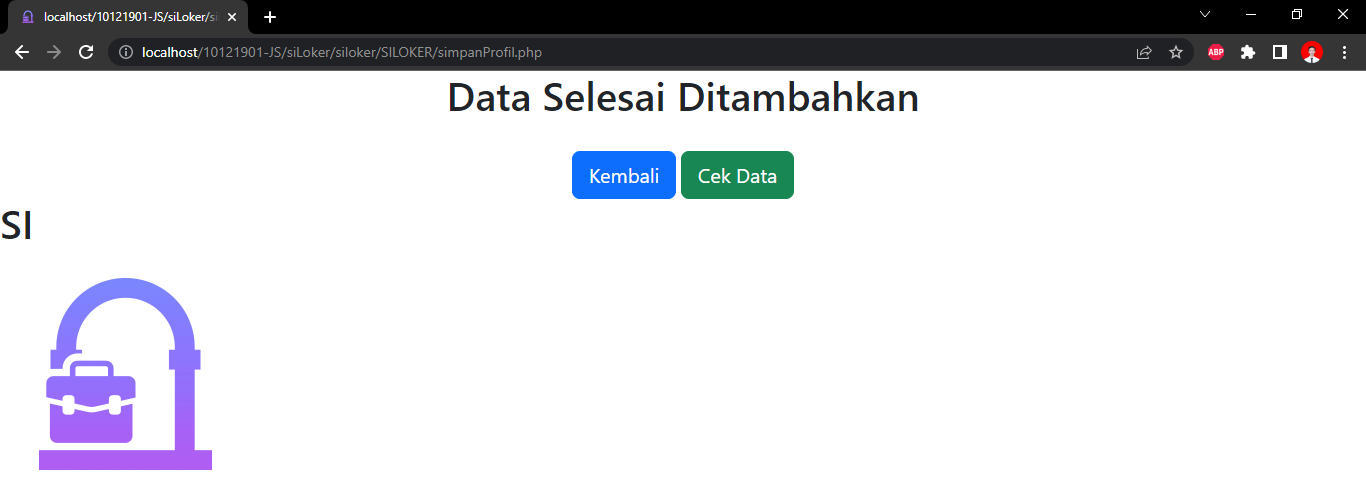 localhost/10121901-JS/siLoker/si
localhost/10121901-JS/siLoker/siloker/SILOKER/simpanProfil.php
ABP
Data Selesai Ditambahkan
Kembali Cek Data
SI